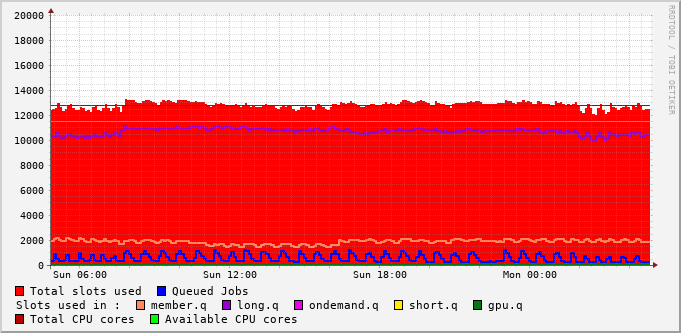 20000
18000
16000
14000
12000
10000
8000
6000
4000
2000
0
Sun 06:00 Sun 12:00 Sun 18:00 Mon 00:00
Total slots used Queued Jobs
Slots used in : member.q long.q ondemand.q short.q gpu.q
Total CPU cores Available CPU cores
RRDTOOL / TOBI OETIKER